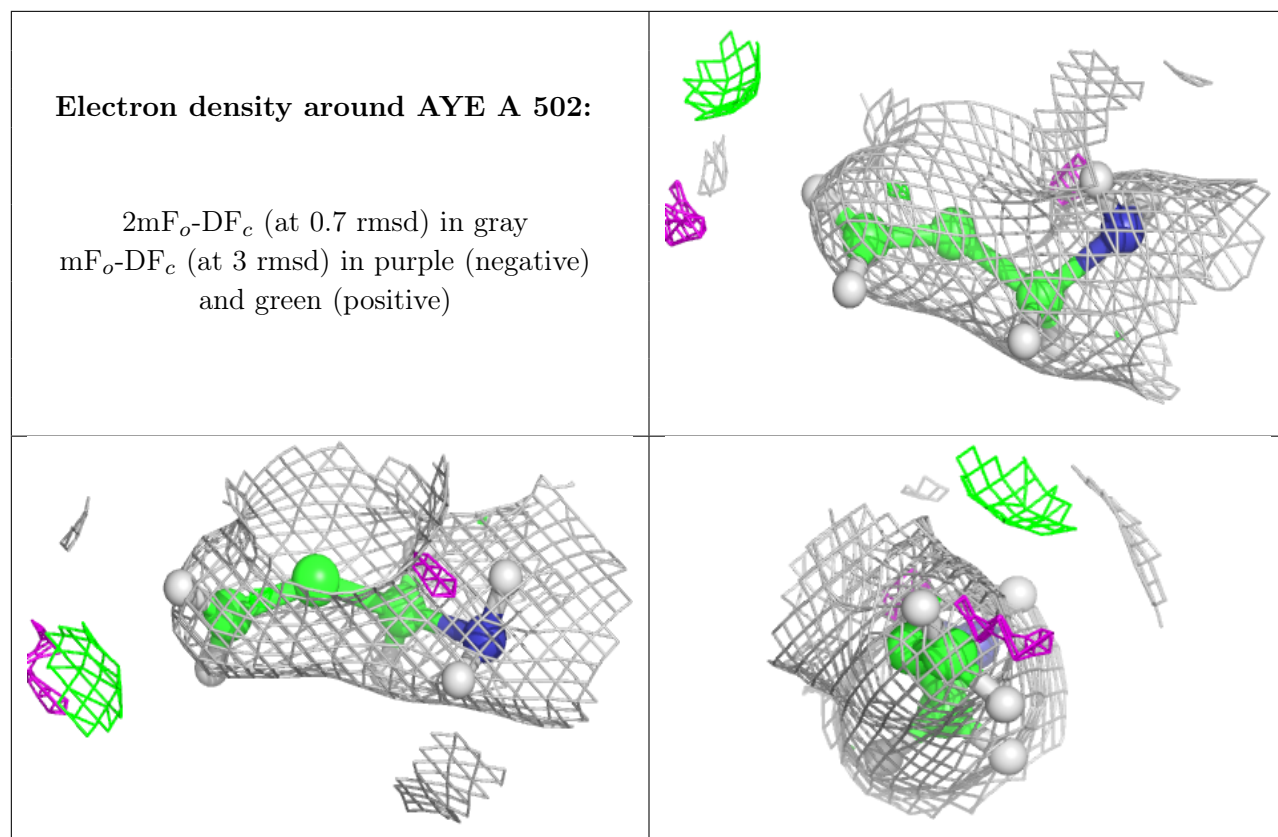 Electron density around AYE A 502:
2mFₒ-DF𝒸 (at 0.7 rmsd) in gray
mFₒ-DF𝒸 (at 3 rmsd) in purple (negative)
and green (positive)